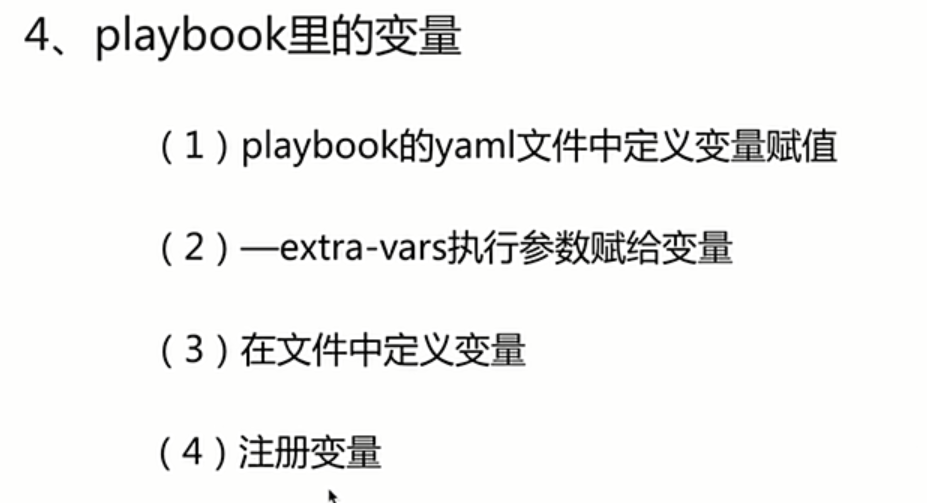 4、playbook里的变量
（1）playbook的yaml文件中定义变量赋值
（2）—extra-vars执行参数赋给变量
（3）在文件中定义变量
（4）注册变量